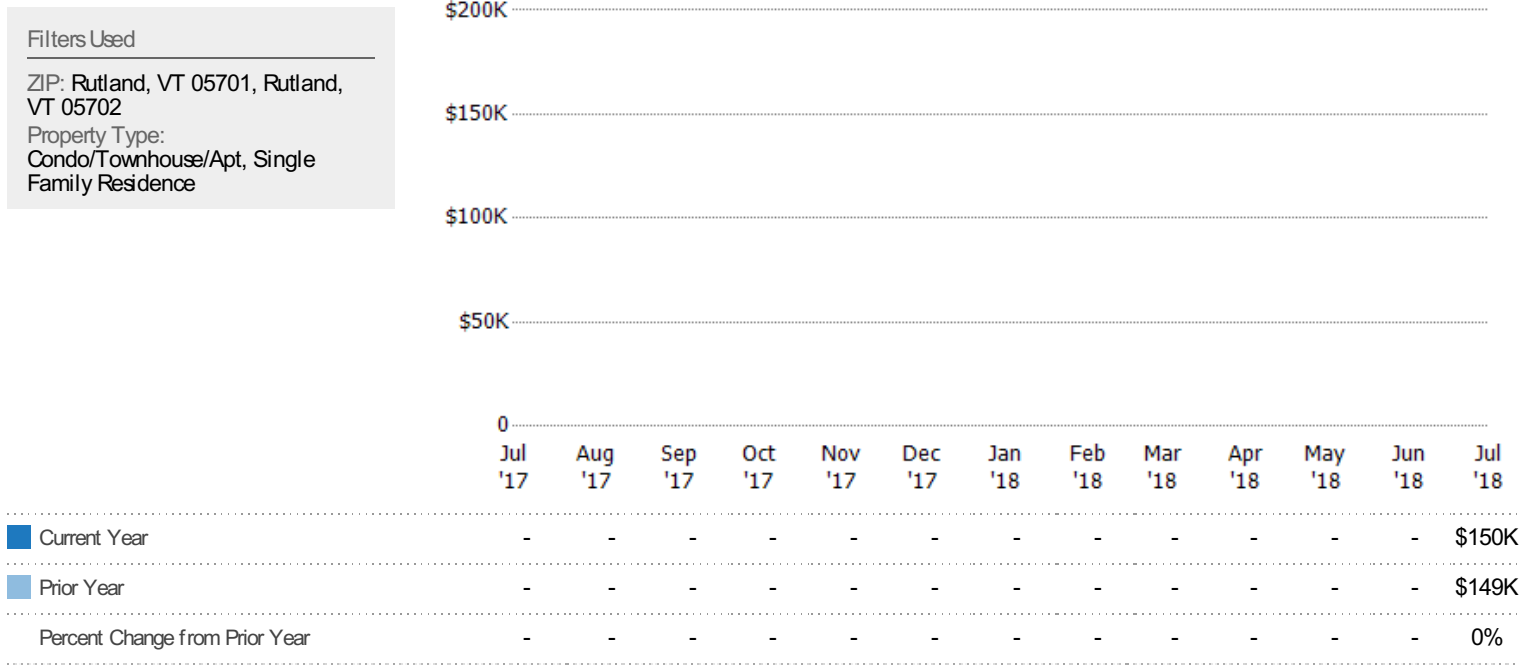 Filters Used
ZIP: Rutland, VT 05701, Rutland,
VT 05702
Property Type:
Condo/Townhouse/Apt, Single
Family Residence
$200K
$150K
$100K
$50K
0
Jul Aug Sep Oct Nov Dec Jan Feb Mar Apr May Jun Jul
'17 '17 '17 '17 '17 '17 '18 '18 '18 '18 '18 '18 '18
Current Year - - - - - - - - - - - - $150K
Prior Year - - - - - - - - - - - - $149K
Percent Change from Prior Year - - - - - - - - - - - - 0%